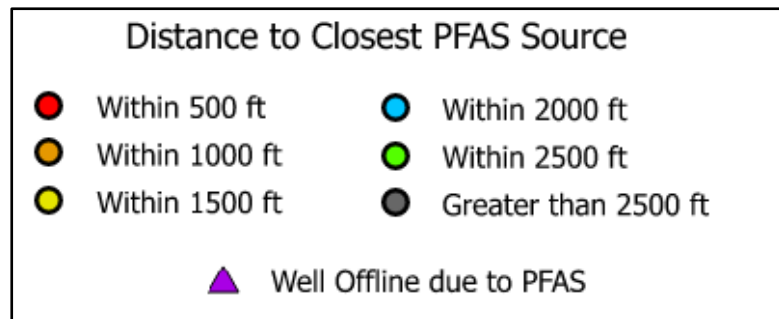 Distance to Closest PFAS Source
Within 500 ft
Within 1000 ft
Within 1500 ft
Within 2000 ft
Within 2500 ft
Greater than 2500 ft
Well Offline due to PFAS